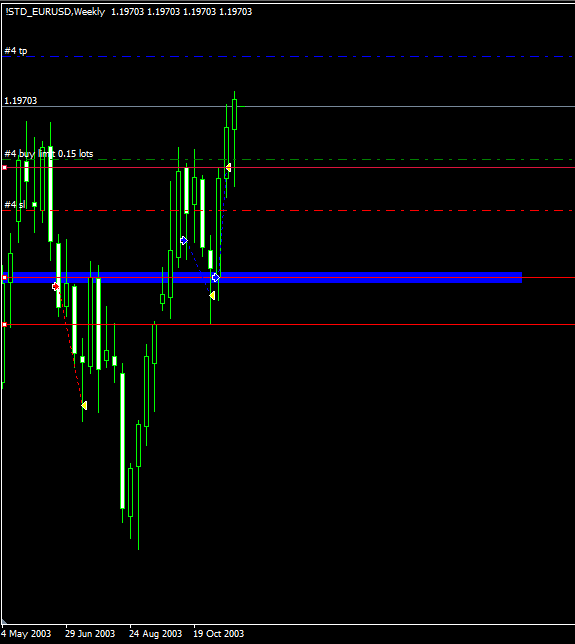 !STD_EURUSD,Weekly 1.19703 1.19703 1.19703 1.19703
#4 tp
1.19703
#4 buy limit 0.15 lots
#4 sl
4 May 2003 29 Jun 2003 24 Aug 2003 19 Oct 2003